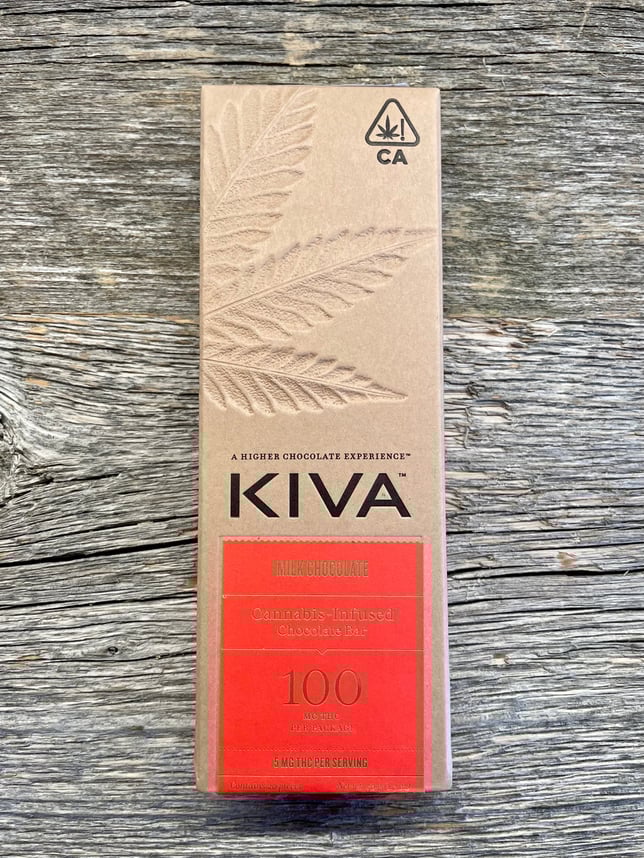 CA
A HIGHER CHOCOLATE EXPERIENCE™
KIVA™
MILK CHOCOLATE
Cannabis-Infused
Chocolate Bar
100
MG THC
PER PACKAGE
5 MG THC PER SERVING